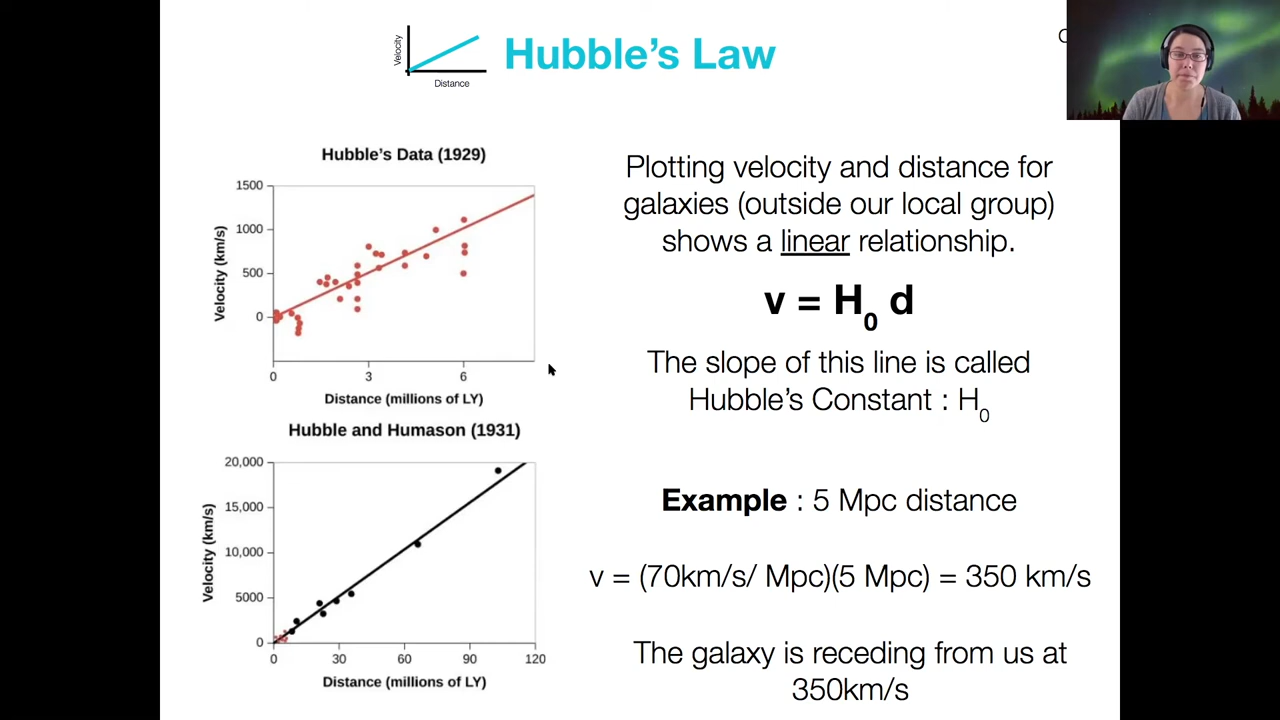 Velocity
Distance
Hubble's Law
C
Hubble's Data (1929)
1500
1000
500
0
Velocity (km/s)
0 3 6
Distance (millions of LY)
Hubble and Humason (1931)
20,000
15,000
10,000
5000
0
Velocity (km/s)
0 30 60 90 120
Distance (millions of LY)
Plotting velocity and distance for
galaxies (outside our local group)
shows a linear relationship.
v = H₀ d
The slope of this line is called
Hubble's Constant : H₀
Example : 5 Mpc distance
v = (70km/s/ Mpc)(5 Mpc) = 350 km/s
The galaxy is receding from us at
350km/s